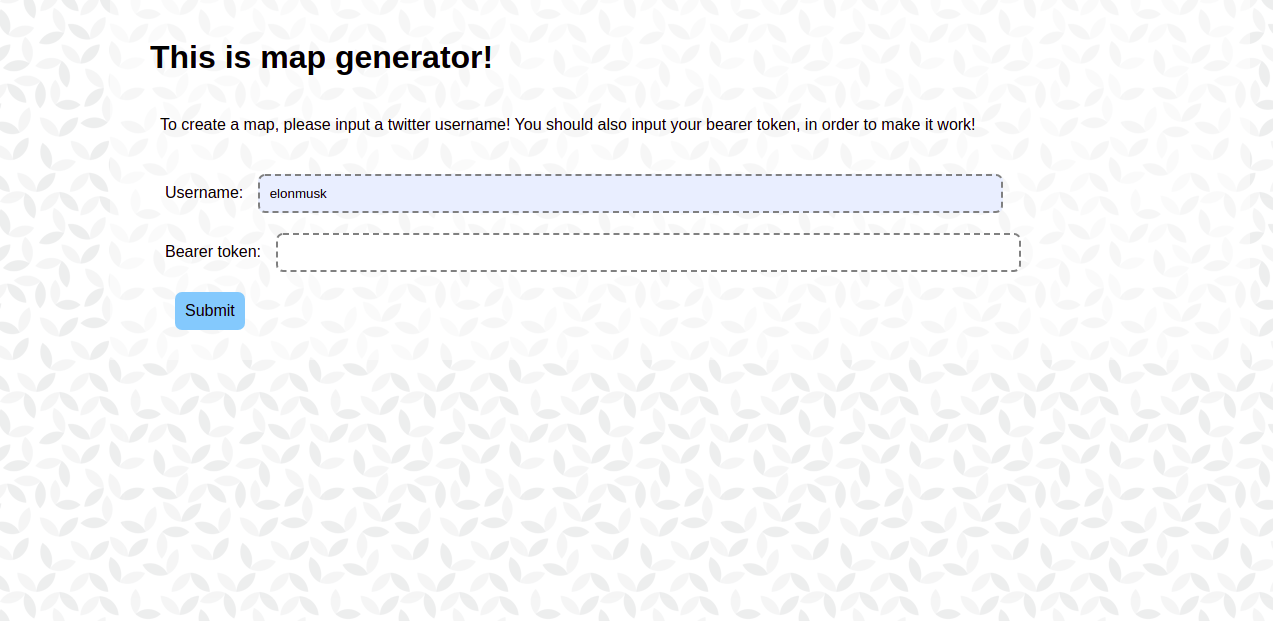 This is map generator!
To create a map, please input a twitter username! You should also input your bearer token, in order to make it work!
Username: elonmusk
Bearer token:
Submit